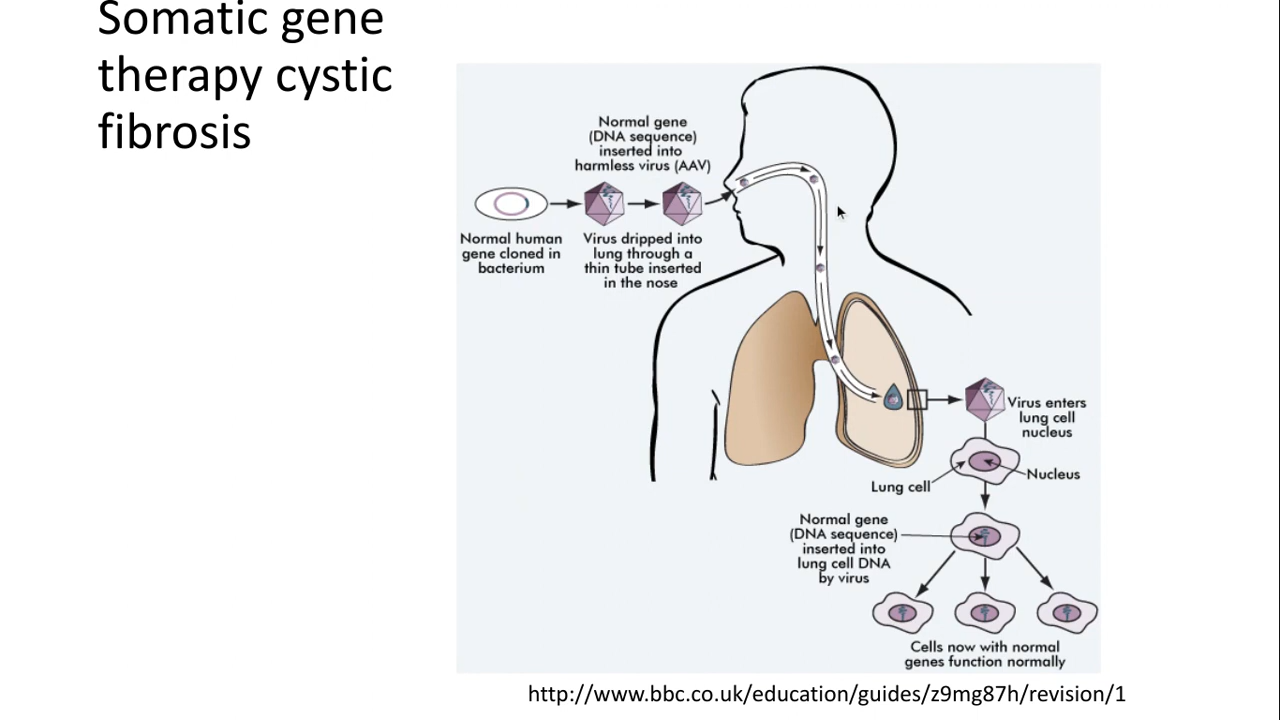 Somatic gene
therapy cystic
fibrosis
Normal gene
(DNA sequence)
inserted into
harmless virus (AAV)
Normal human
gene cloned in
bacterium
Virus dripped into
lung through a
thin tube inserted
in the nose
Virus enters
lung cell
nucleus
Lung cell
Nucleus
Normal gene
(DNA sequence)
inserted into
lung cell DNA
by virus
Cells now with normal
genes function normally
http://www.bbc.co.uk/education/guides/z9mg87h/revision/1